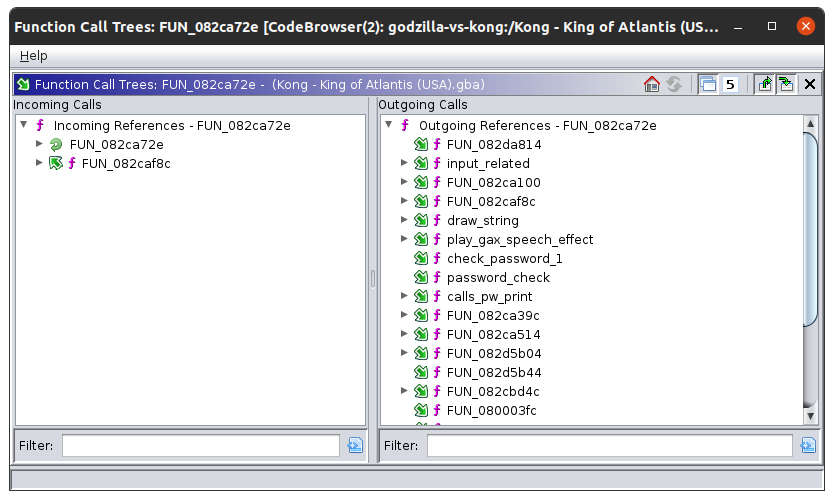 Function Call Trees: FUN_082ca72e [CodeBrowser(2): godzilla-vs-kong:/Kong - King of Atlantis (US...
Help
Function Call Trees: FUN_082ca72e - (Kong - King of Atlantis (USA).gba)
5
Incoming Calls
f Incoming References - FUN_082ca72e
FUN_082ca72e
f FUN_082caf8c
Filter:
Outgoing Calls
f Outgoing References - FUN_082ca72e
f FUN_082da814
f input_related
f FUN_082ca100
f FUN_082caf8c
f draw_string
f play_gax_speech_effect
f check_password_1
f password_check
f calls_pw_print
f FUN_082ca39c
f FUN_082ca514
f FUN_082d5b04
f FUN_082d5b44
f FUN_082cbd4c
f FUN_080003fc
Filter: